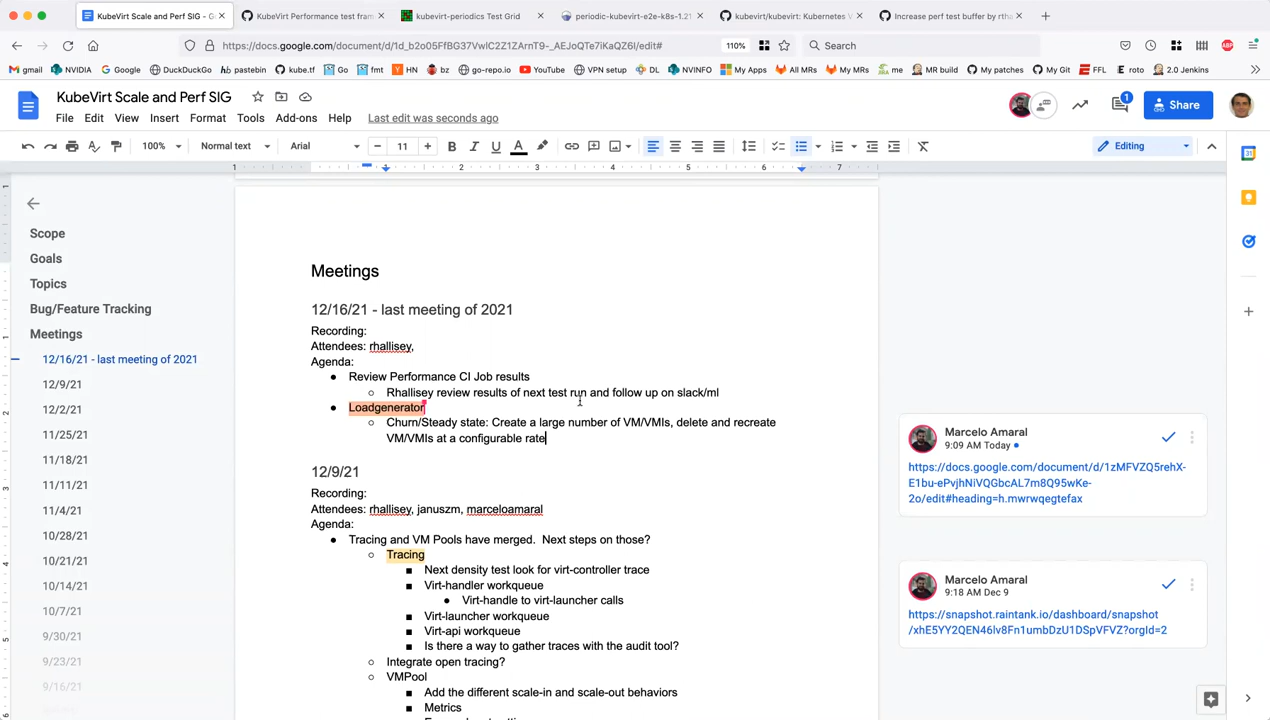 KubeVirt Scale and Perf SIG - G
KubeVirt Performance test fram
kubevirt-periodics Test Grid
periodic-kubevirt-e2e-k8s-1.21
kubevirt/kubevirt: Kubernetes V
Increase perf test buffer by rtha
https://docs.google.com/document/d/1d_b2o05FfBG37VwlC2Z1ZArnT9-_AEJoQTe7iKaQZ6I/edit#
110%
Search
gmail
NVIDIA
Google
DuckDuckGo
pastebin
kube.tf
Go
fmt
HN
bz
go-repo.io
YouTube
VPN setup
DL
NVINFO
My Apps
All MRs
My MRs
me
MR build
My patches
My Git
FFL
roto
2.0 Jenkins
KubeVirt Scale and Perf SIG
File Edit View Insert Format Tools Add-ons Help Last edit was seconds ago
1
Share
100% Normal text Arial 11 Editing
1 1 2 3 4 5 6 7
Scope
Goals
Topics
Bug/Feature Tracking
Meetings
12/16/21 - last meeting of 2021
12/9/21
12/2/21
11/25/21
11/18/21
11/11/21
11/4/21
10/28/21
10/21/21
10/14/21
10/7/21
9/30/21
9/23/21
9/16/21
Meetings
12/16/21 - last meeting of 2021
Recording:
Attendees: rhallisey,
Agenda:
● Review Performance CI Job results
○ Rhallisey review results of next test run and follow up on slack/ml
● Loadgenerator
○ Churn/Steady state: Create a large number of VM/VMIs, delete and recreate
VM/VMIs at a configurable rate
12/9/21
Recording:
Attendees: rhallisey, januszm, marceloamaral
Agenda:
● Tracing and VM Pools have merged. Next steps on those?
○ Tracing
■ Next density test look for virt-controller trace
■ Virt-handler workqueue
● Virt-handle to virt-launcher calls
■ Virt-launcher workqueue
■ Virt-api workqueue
■ Is there a way to gather traces with the audit tool?
○ Integrate open tracing?
○ VMPool
■ Add the different scale-in and scale-out behaviors
■ Metrics
Marcelo Amaral
9:09 AM Today
https://docs.google.com/document/d/1zMFVZQ5rehX-
E1bu-ePvjhNiVQGbcAL7m8Q95wKe-
2o/edit#heading=h.mwrwqegtefax
Marcelo Amaral
9:18 AM Dec 9
https://snapshot.raintank.io/dashboard/snapshot
/xhE5YY2QEN46lv8Fn1umbDzU1DSpVFVZ?orgId=2